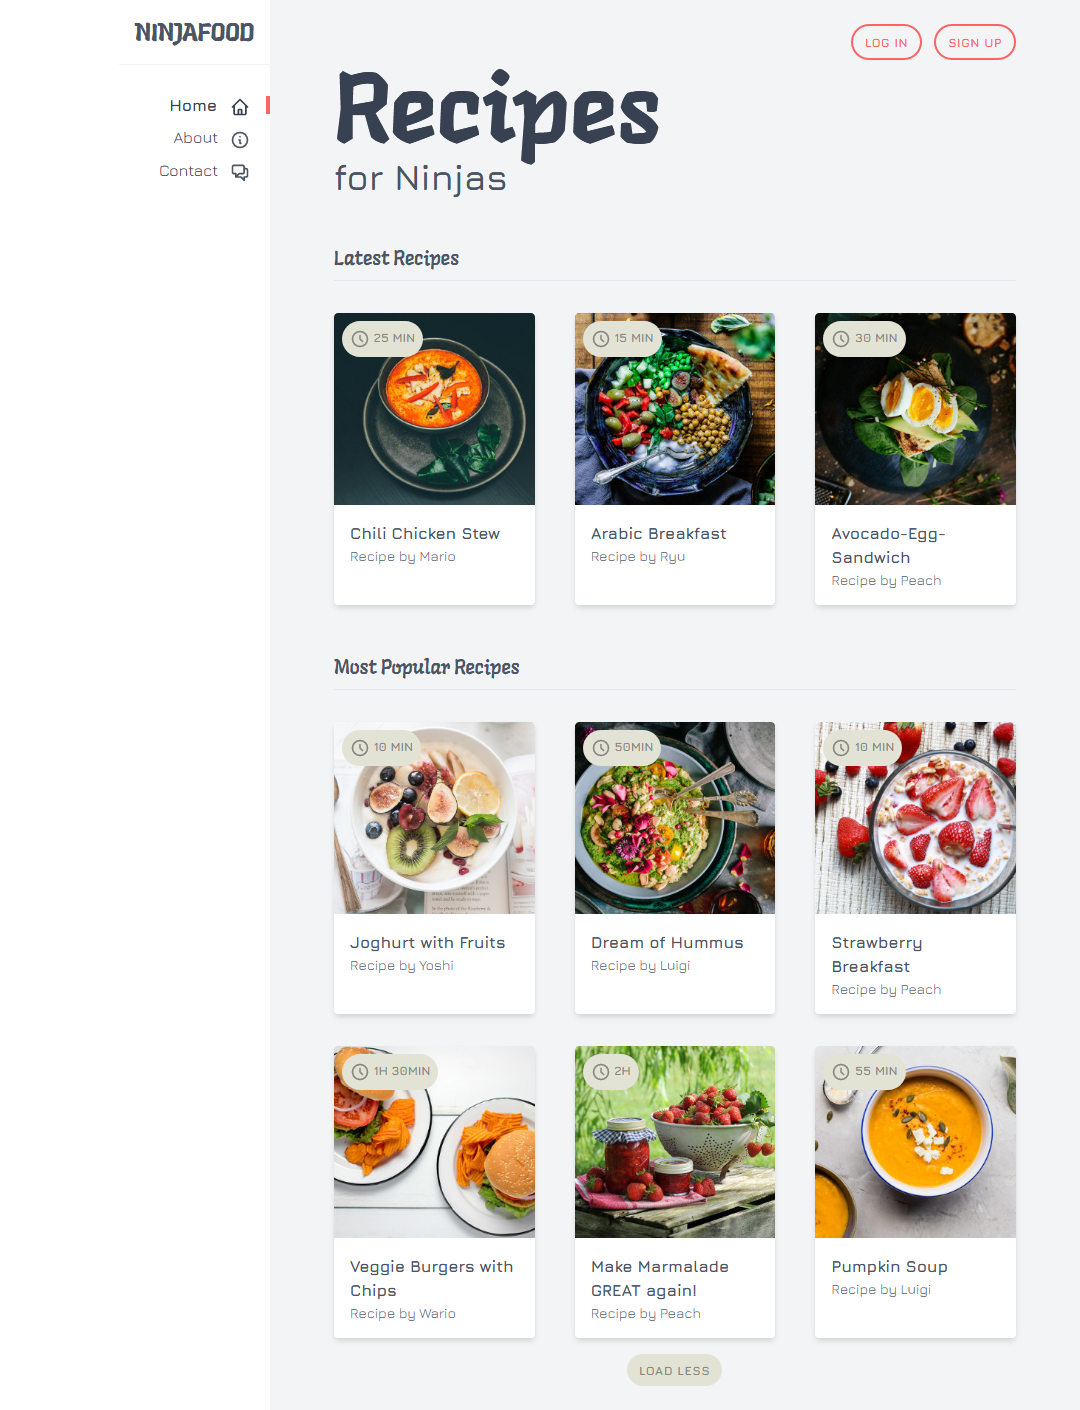 NINJAFOOD
Home
About
Contact
LOG IN
SIGN UP
Recipes
for Ninjas
Latest Recipes
25 MIN
15 MIN
30 MIN
Chili Chicken Stew
Recipe by Mario
Arabic Breakfast
Recipe by Ryu
Avocado-Egg-
Sandwich
Recipe by Peach
Most Popular Recipes
10 MIN
50MIN
10 MIN
Joghurt with Fruits
Recipe by Yoshi
Dream of Hummus
Recipe by Luigi
Strawberry
Breakfast
Recipe by Peach
1H 30MIN
2H
55 MIN
Veggie Burgers with
Chips
Recipe by Wario
Make Marmalade
GREAT again!
Recipe by Peach
Pumpkin Soup
Recipe by Luigi
LOAD LESS